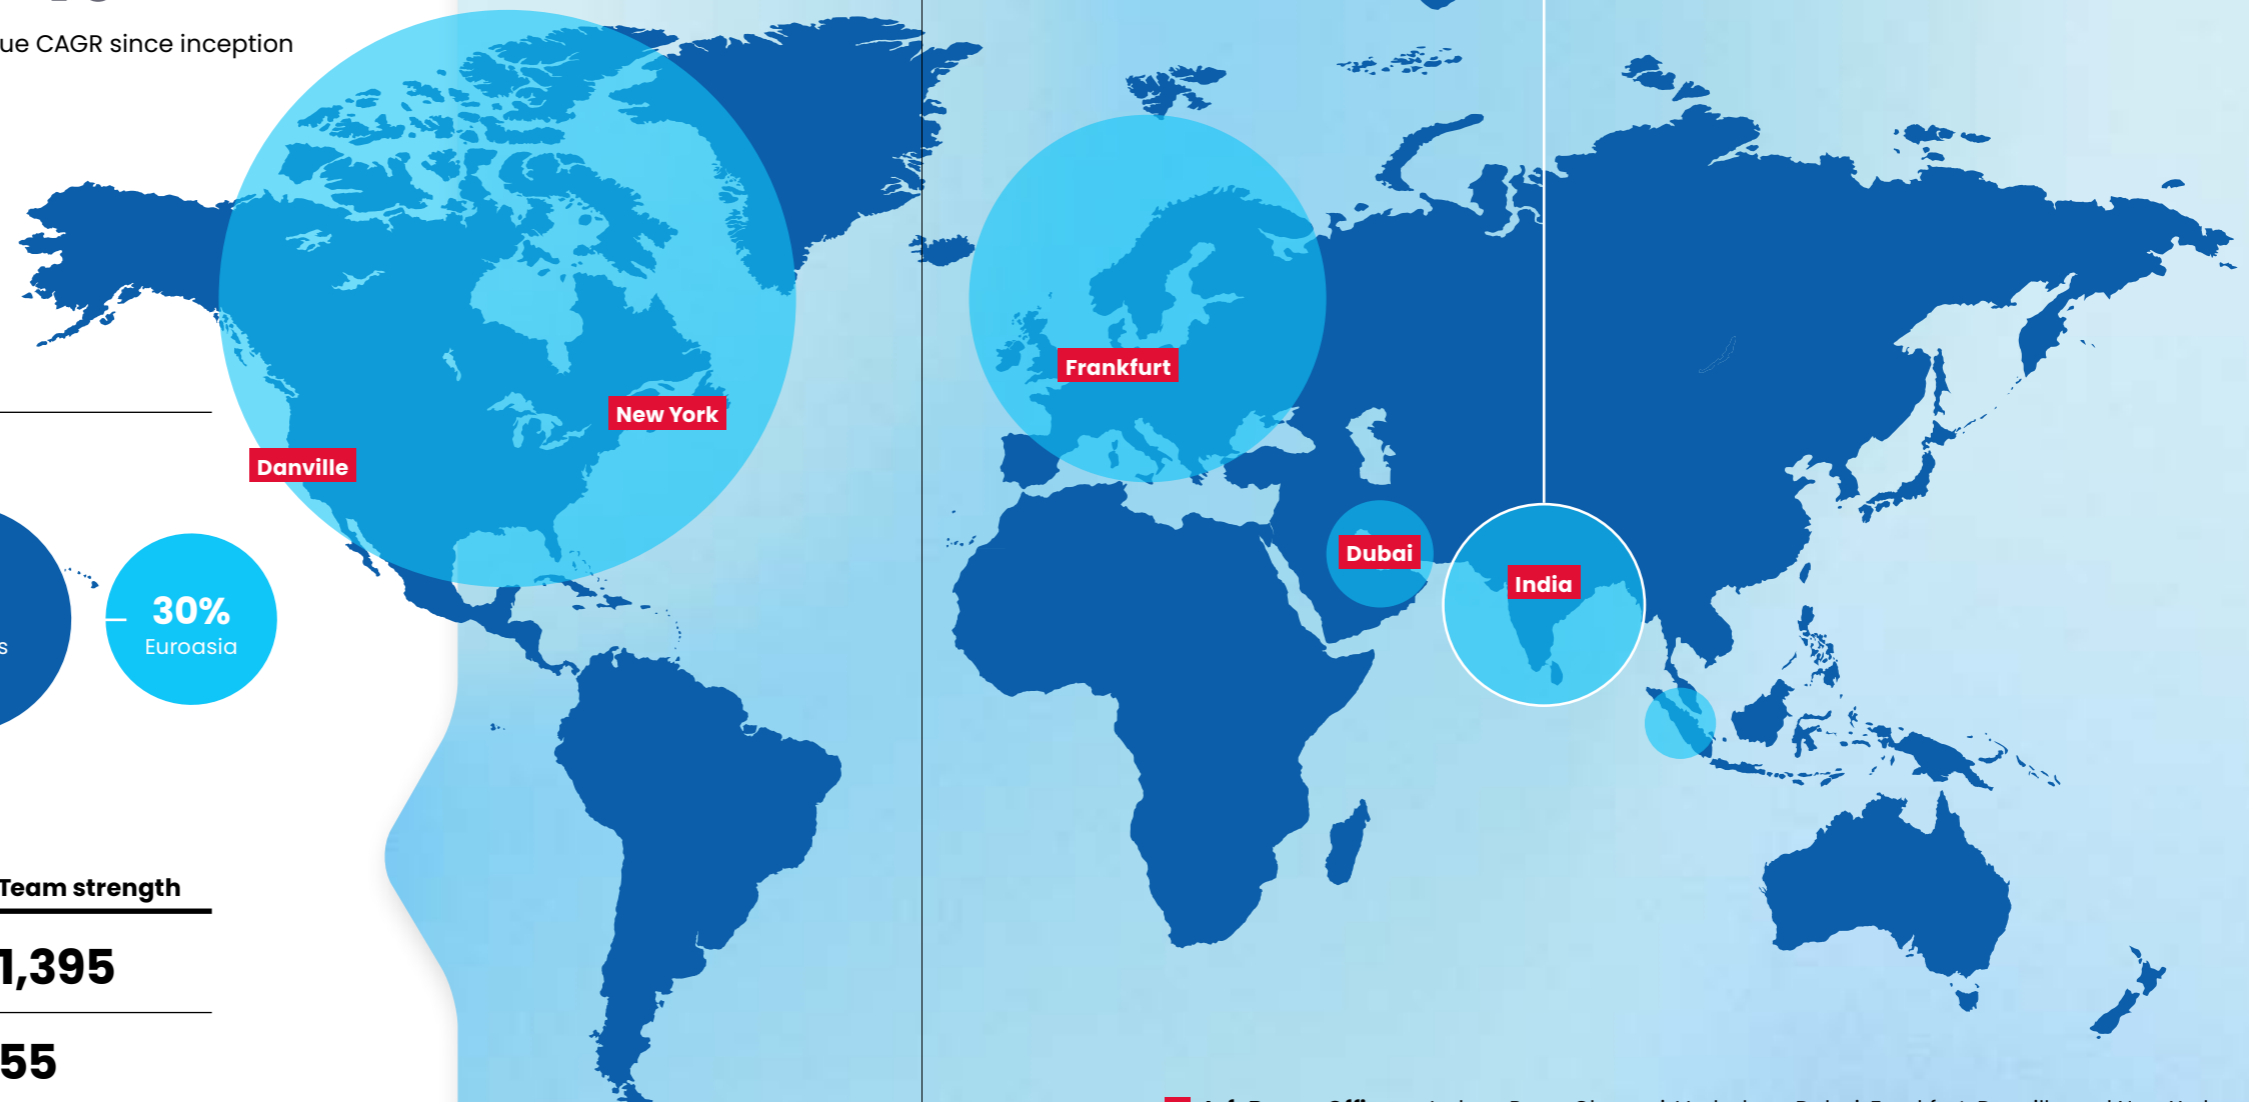 ue CAGR since inception
New York
Frankfurt
Danville
Dubai
India
30%
Euroasia
s
Team strength
1,395
55